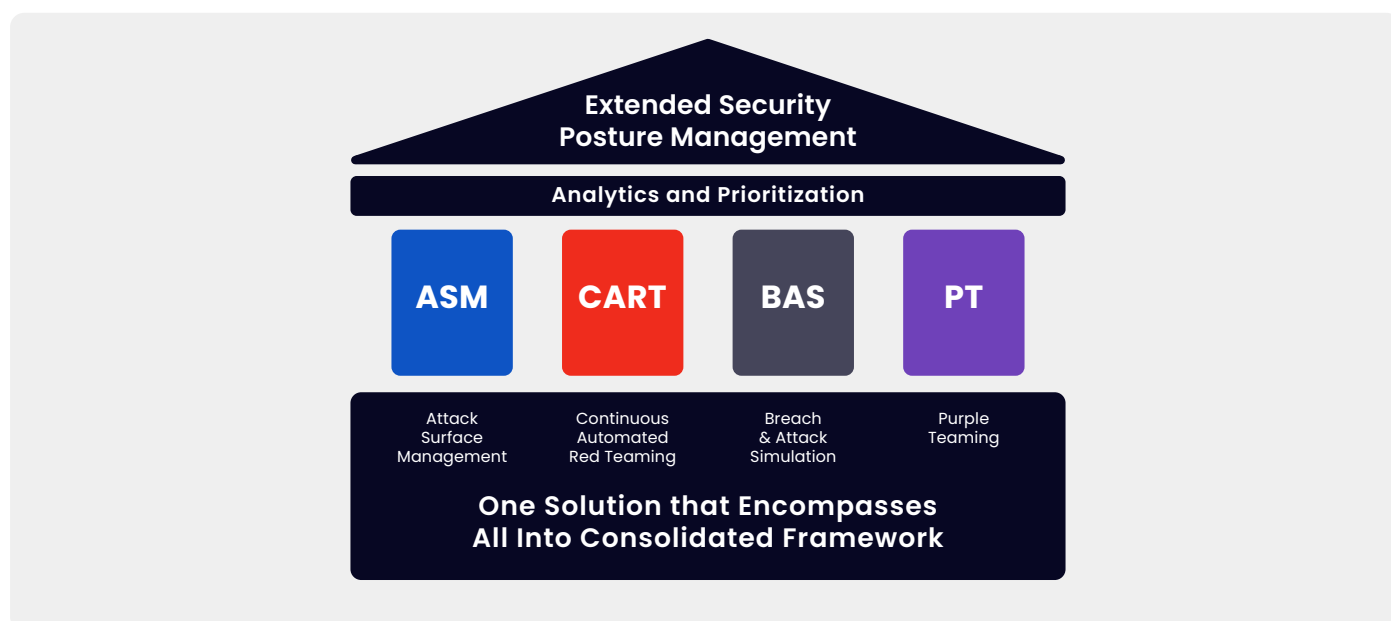 Extended Security
Posture Management
Analytics and Prioritization
ASM
CART
BAS
PT
Attack
Surface
Management
Continuous
Automated
Red Teaming
Breach
& Attack
Simulation
Purple
Teaming
One Solution that Encompasses
All Into Consolidated Framework